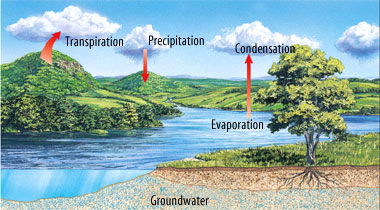 Transpiration
Precipitation
Condensation
Evaporation
Groundwater